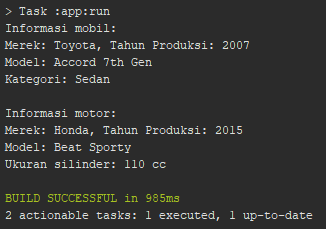 > Task :app:run
Informasi mobil:
Merek: Toyota, Tahun Produksi: 2007
Model: Accord 7th Gen
Kategori: Sedan

Informasi motor:
Merek: Honda, Tahun Produksi: 2015
Model: Beat Sporty
Ukuran silinder: 110 cc

BUILD SUCCESSFUL in 985ms
2 actionable tasks: 1 executed, 1 up-to-date